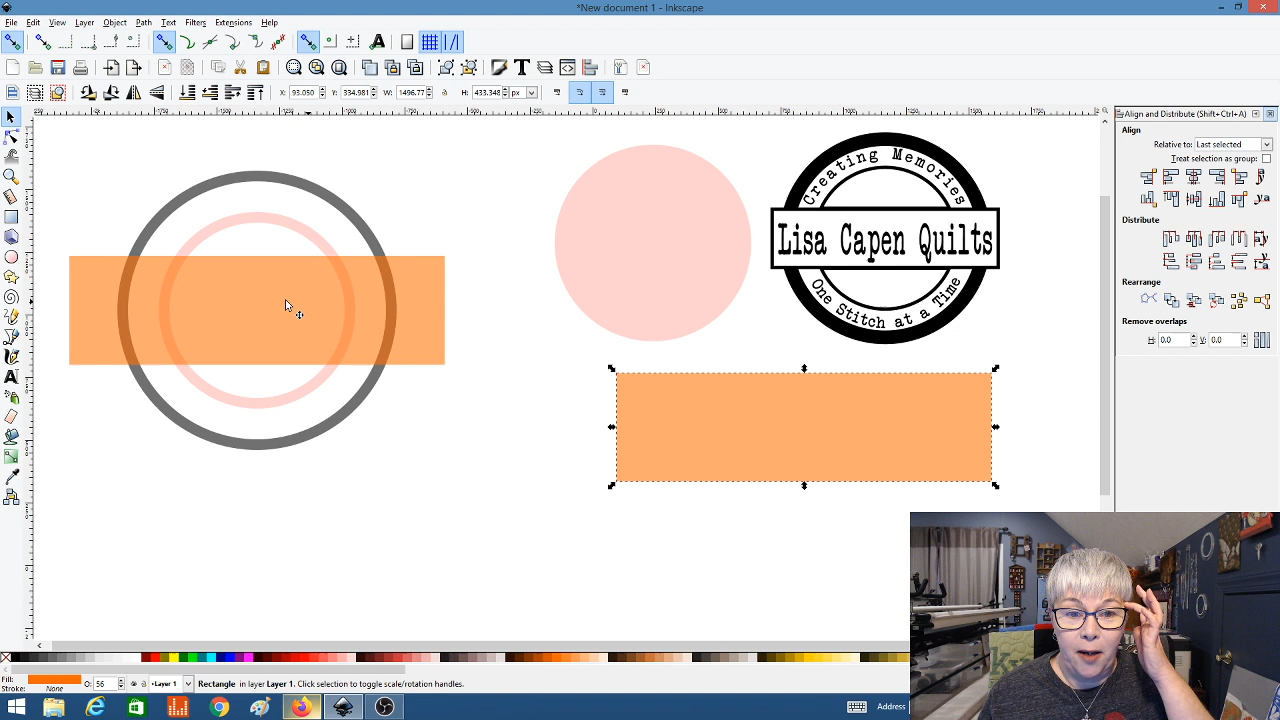 *New document 1 - Inkscape
File Edit View Layer Object Path Text Filters Extensions Help
X: 93.050 Y: 334.981 W: 1496.77 H: 433.348 px
Align and Distribute (Shift+Ctrl+A)
Align
Relative to: Last selected
Treat selection as group:
Distribute
Rearrange
Remove overlaps
H: 0.0 V: 0.0
Creating Memories
Lisa Capen Quilts
One Stitch at a Time
Fill:
Stroke: None
O: 56
Layer 1
Rectangle in layer Layer 1. Click selection to toggle scale/rotation handles.
Address